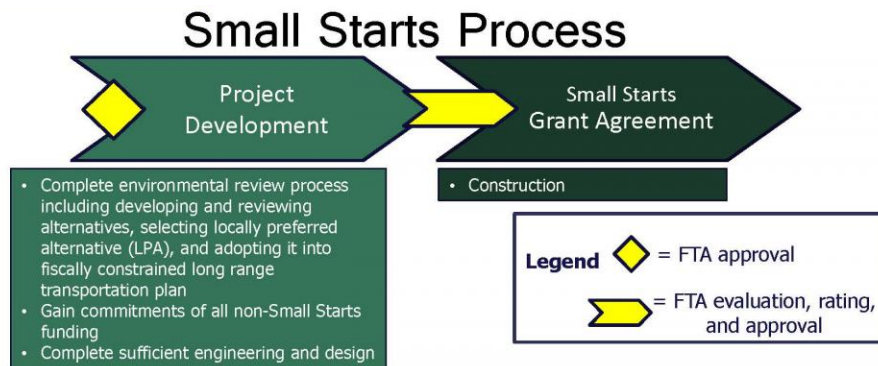 Small Starts Process
Project
Development
Small Starts
Grant Agreement
• Complete environmental review process
including developing and reviewing
alternatives, selecting locally preferred
alternative (LPA), and adopting it into
fiscally constrained long range
transportation plan
• Gain commitments of all non-Small Starts
funding
• Complete sufficient engineering and design
• Construction
Legend
= FTA approval
= FTA evaluation, rating,
and approval